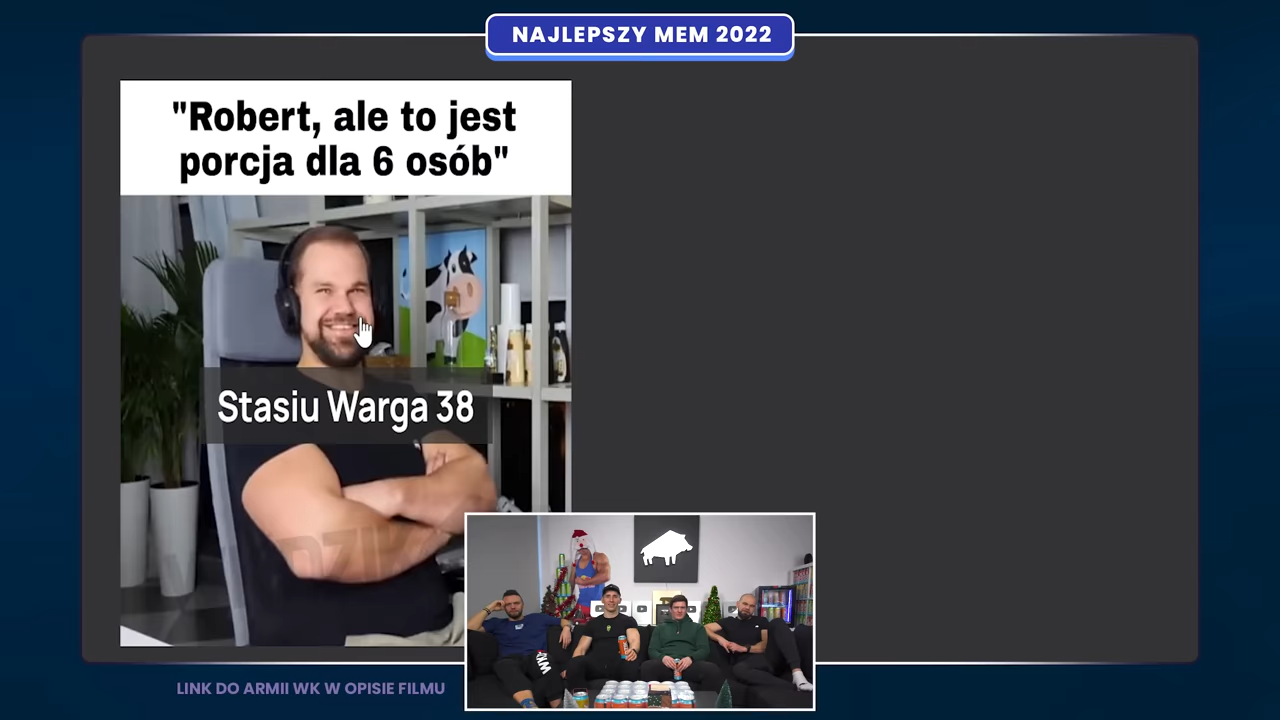 NAJLEPSZY MEM 2022
"Robert, ale to jest
porcja dla 6 osób"
Stasiu Warga 38
LINK DO ARMII WK W OPISIE FILMU